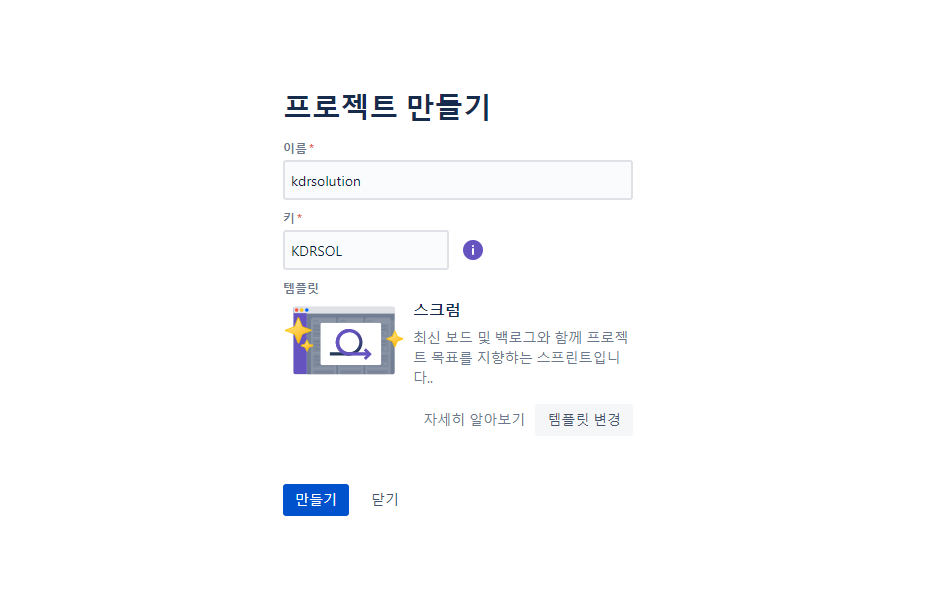 프로젝트 만들기
이름 *
kdrsolution
키 *
KDRSOL
i
템플릿
스크럼
최신 보드 및 백로그와 함께 프로젝
트 목표를 지향햐는 스프린트입니
다..
자세히 알아보기
템플릿 변경
만들기
닫기